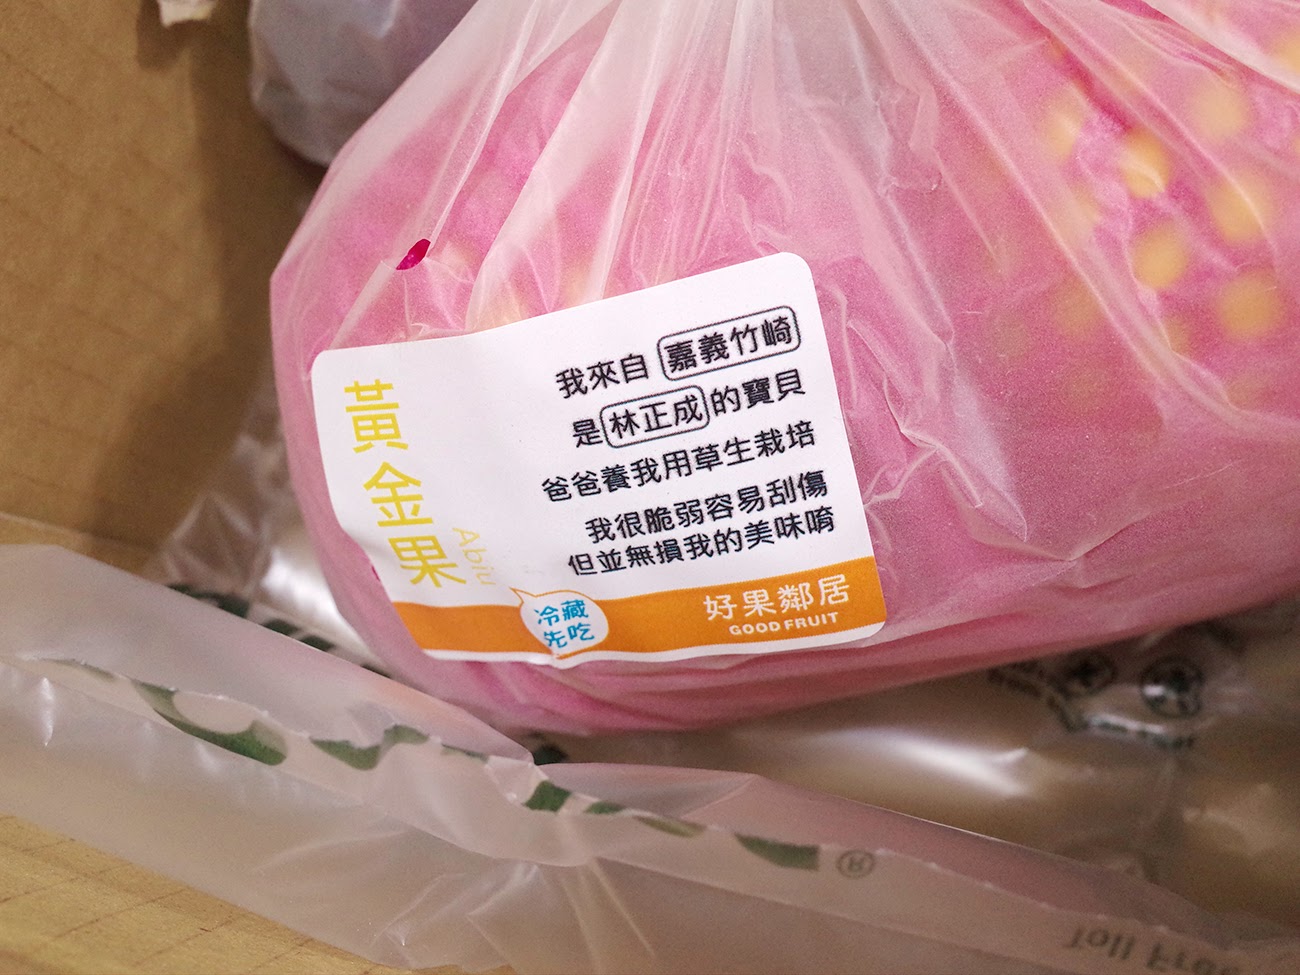 黃金果
Abiu
我來自 嘉義竹崎
是林正成的寶貝
爸爸養我用草生栽培
我很脆弱容易刮傷
但並無損我的美味唷
冷藏
先吃
好果鄰居
GOOD FRUIT
®
Toll Fr